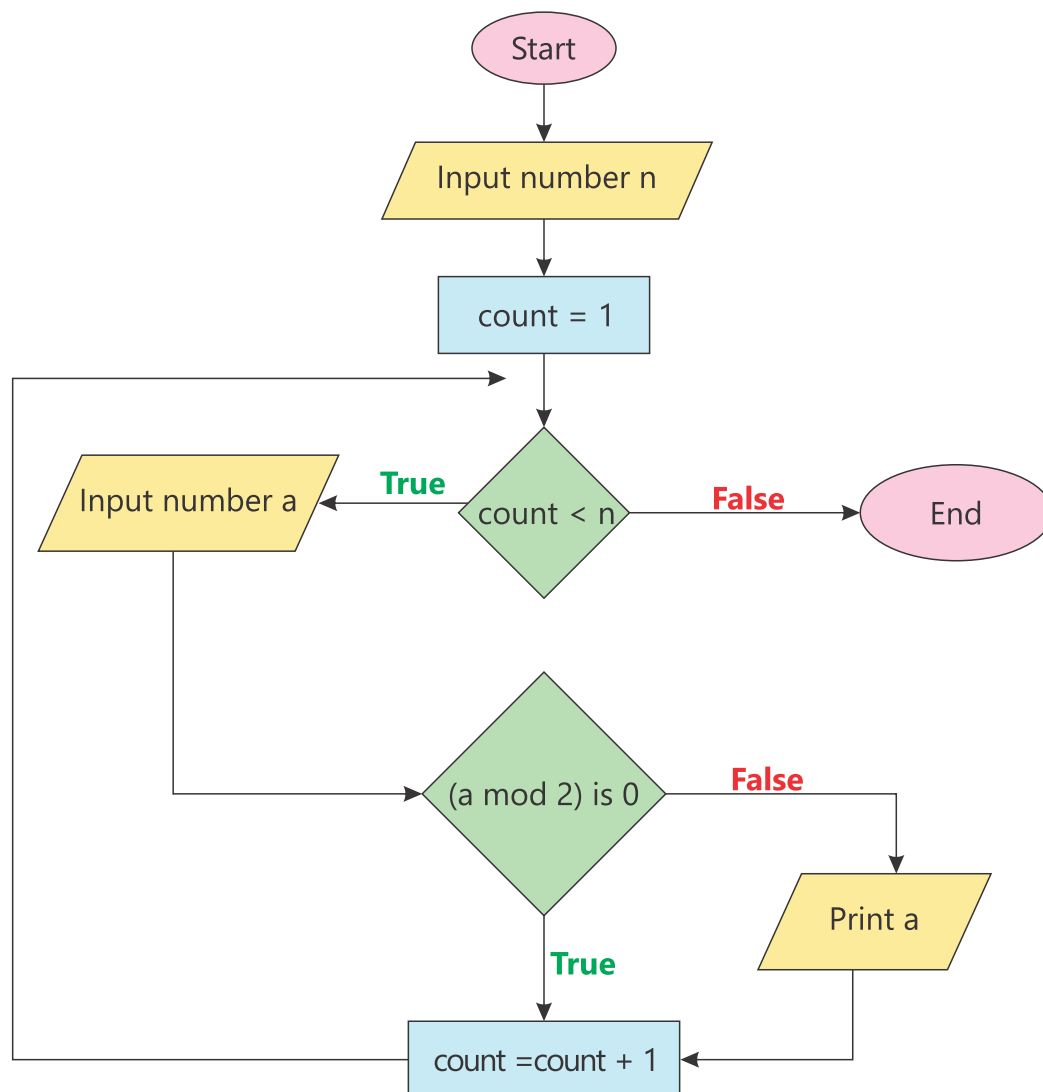 Start
Input number n
count = 1
True
Input number a
count < n
False
End
(a mod 2) is 0
False
Print a
True
count =count + 1